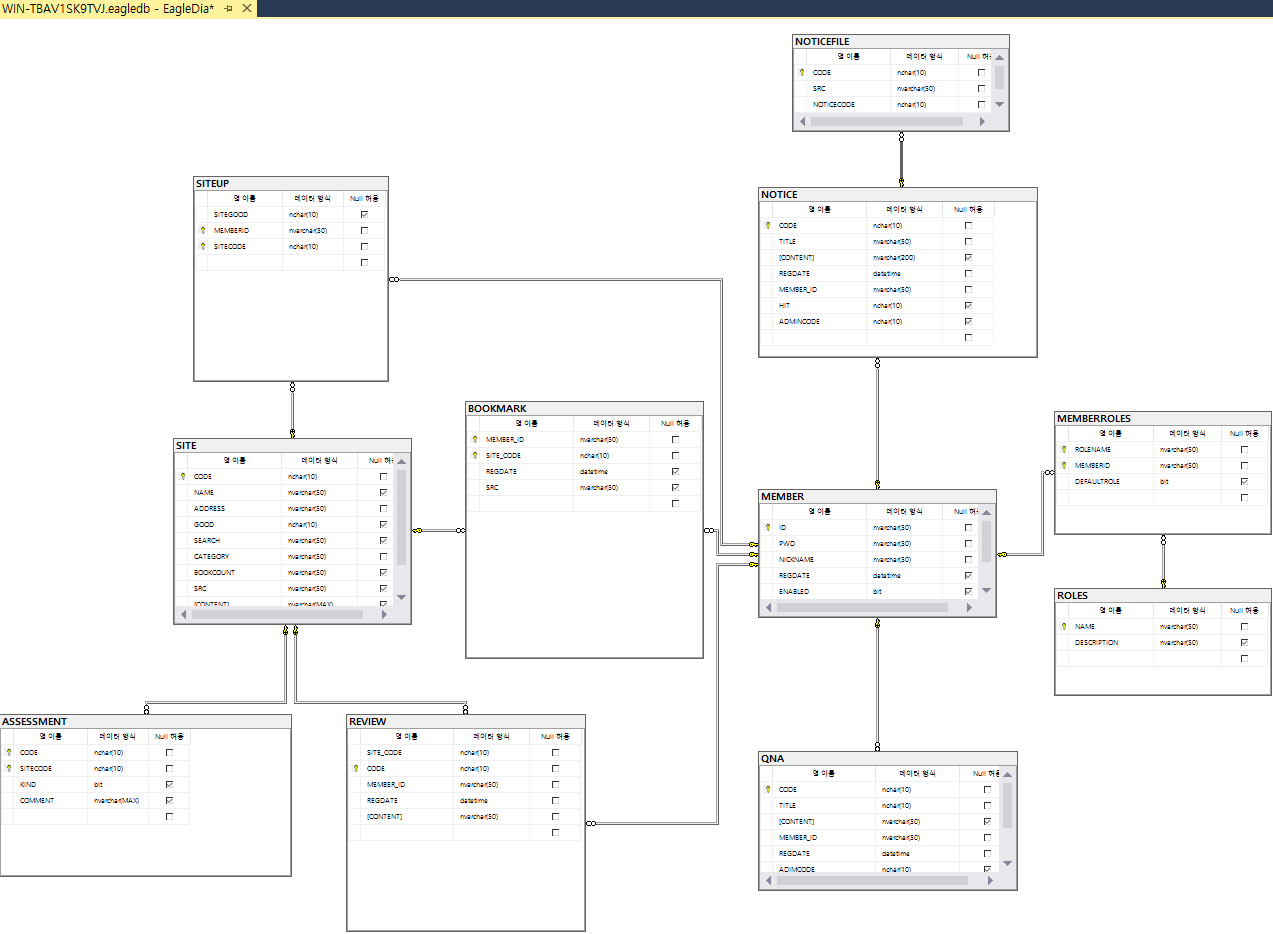 WIN-TBAV1SK9TVJ.eagledb - EagleDia*
NOTICEFILE
열 이름 데이터 형식 Null 허용
CODE nchar(10)
SRC nvarchar(50)
NOTICECODE nchar(10)
SITEUP
열 이름 데이터 형식 Null 허용
SITEGOOD nchar(10)
MEMBERID nvarchar(50)
SITECODE nchar(10)
NOTICE
열 이름 데이터 형식 Null 허용
CODE nchar(10)
TITLE nvarchar(50)
[CONTENT] nvarchar(200)
REGDATE datetime
MEMBER_ID nvarchar(50)
HIT nchar(10)
ADMINCODE nchar(10)
BOOKMARK
열 이름 데이터 형식 Null 허용
MEMBER_ID nvarchar(50)
SITE_CODE nchar(10)
REGDATE datetime
SRC nvarchar(50)
MEMBERROLES
열 이름 데이터 형식 Null 허용
ROLENAME nvarchar(50)
MEMBERID nvarchar(50)
DEFAULTROLE bit
SITE
열 이름 데이터 형식 Null 허
CODE nchar(10)
NAME nvarchar(50)
ADDRESS nvarchar(50)
GOOD nchar(10)
SEARCH nvarchar(50)
CATEGORY nvarchar(50)
BOOKCOUNT nvarchar(50)
SRC nvarchar(50)
[CONTENT] nvarchar(MAX)
MEMBER
열 이름 데이터 형식 Null 허
ID nvarchar(50)
PWD nvarchar(50)
NICKNAME nvarchar(50)
REGDATE datetime
ENABLED bit
ROLES
열 이름 데이터 형식 Null 허용
NAME nvarchar(50)
DESCRIPTION nvarchar(50)
ASSESSMENT
열 이름 데이터 형식 Null 허용
CODE nchar(10)
SITECODE nchar(10)
KIND bit
COMMENT nvarchar(MAX)
REVIEW
열 이름 데이터 형식 Null 허용
SITE_CODE nchar(10)
CODE nchar(10)
MEMBER_ID nvarchar(50)
REGDATE datetime
[CONTENT] nvarchar(50)
QNA
열 이름 데이터 형식 Null 허용
CODE nchar(10)
TITLE nchar(10)
[CONTENT] nvarchar(50)
MEMBER_ID nvarchar(50)
REGDATE datetime
ADIMCODE nchar(10)